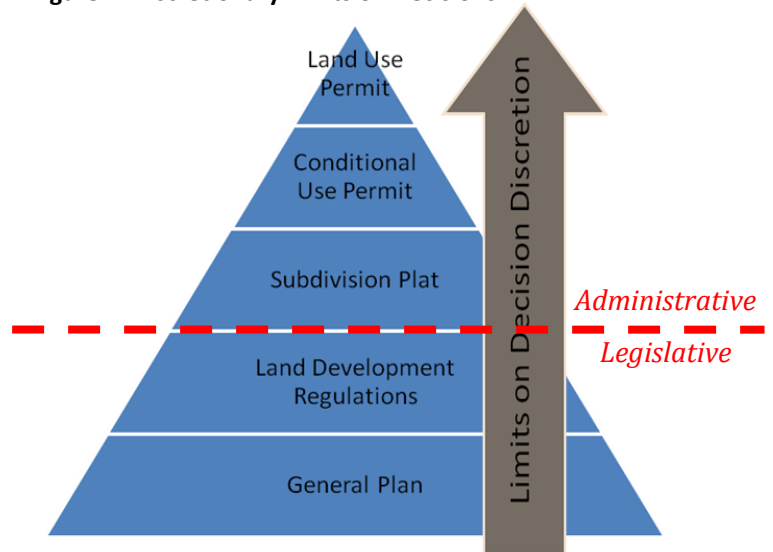 Land Use
Permit
Conditional
Use Permit
Subdivision Plat
Land Development
Regulations
General Plan
Limits on Decision Discretion
Administrative
Legislative